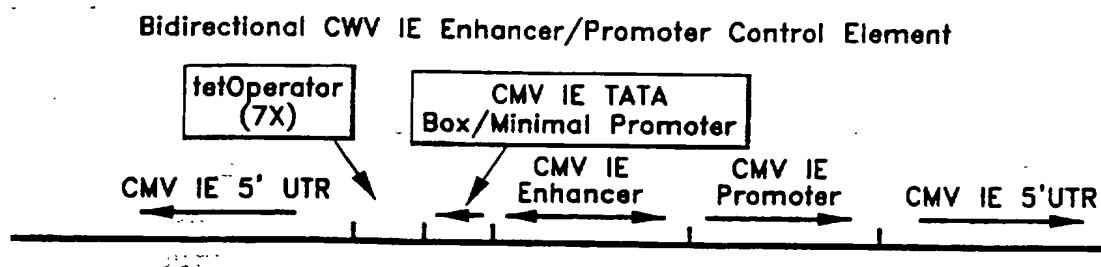 Bidirectional CWV IE Enhancer/Promoter Control Element
tetOperator
(7X)
CMV IE TATA
Box/Minimal Promoter
CMV IE 5' UTR
CMV IE
Enhancer
CMV IE
Promoter
CMV IE 5'UTR